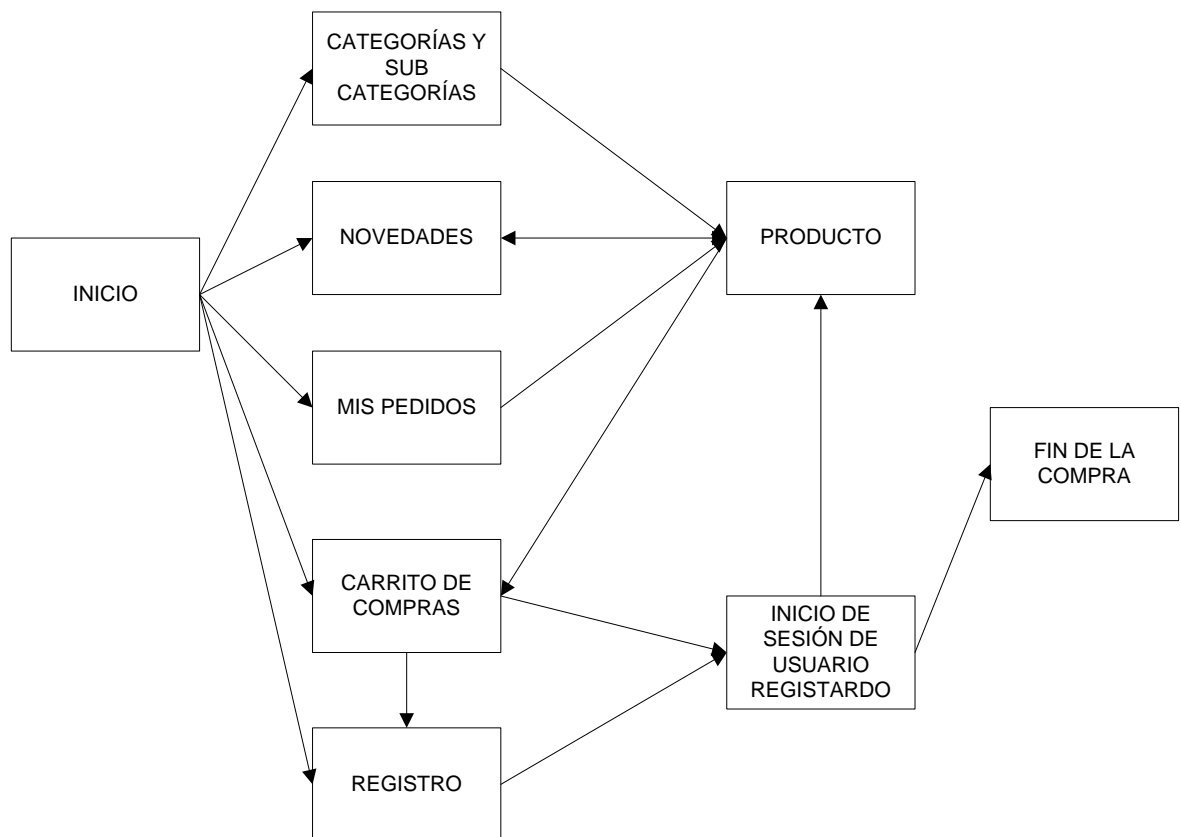 CATEGORÍAS Y
SUB
CATEGORÍAS
NOVEDADES
PRODUCTO
INICIO
MIS PEDIDOS
FIN DE LA
COMPRA
CARRITO DE
COMPRAS
INICIO DE
SESIÓN DE
USUARIO
REGISTARDO
REGISTRO